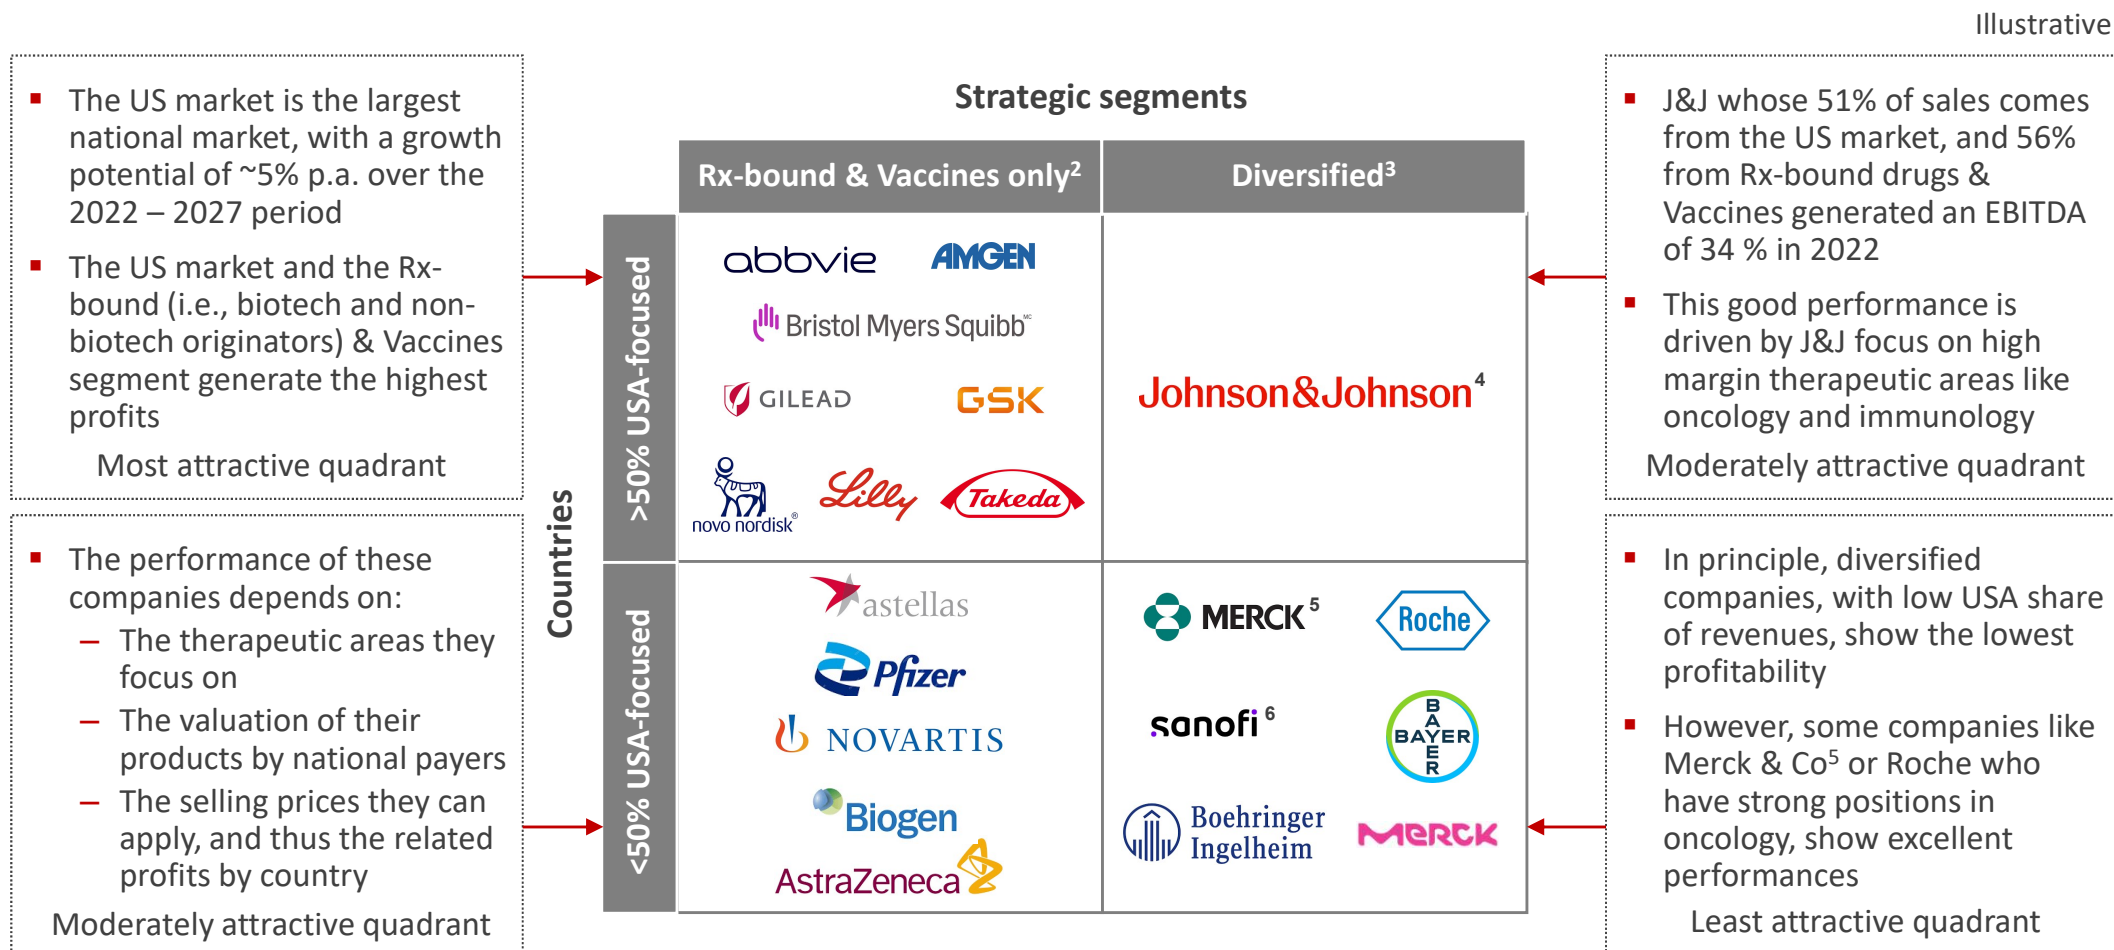 Illustrative
▪ The US market is the largest
national market, with a growth
potential of ~5% p.a. over the
2022 – 2027 period
▪ The US market and the Rx-
bound (i.e., biotech and non-
biotech originators) & Vaccines
segment generate the highest
profits
Most attractive quadrant
▪ The performance of these
companies depends on:
– The therapeutic areas they
focus on
– The valuation of their
products by national payers
– The selling prices they can
apply, and thus the related
profits by country
Moderately attractive quadrant
Strategic segments
Rx-bound & Vaccines only²
Diversified³
Countries
>50% USA-focused
abbvie
AMGEN
Bristol Myers Squibb MC
GILEAD
GSK
novo nordisk®
Lilly
Takeda
Johnson&Johnson ⁴
<50% USA-focused
astellas
Pfizer
NOVARTIS
Biogen
AstraZeneca
MERCK ⁵
Roche
sanofi ⁶
BAYER
BAYER
Boehringer
Ingelheim
MERCK
▪ J&J whose 51% of sales comes
from the US market, and 56%
from Rx-bound drugs &
Vaccines generated an EBITDA
of 34 % in 2022
▪ This good performance is
driven by J&J focus on high
margin therapeutic areas like
oncology and immunology
Moderately attractive quadrant
▪ In principle, diversified
companies, with low USA share
of revenues, show the lowest
profitability
▪ However, some companies like
Merck & Co⁵ or Roche who
have strong positions in
oncology, show excellent
performances
Least attractive quadrant